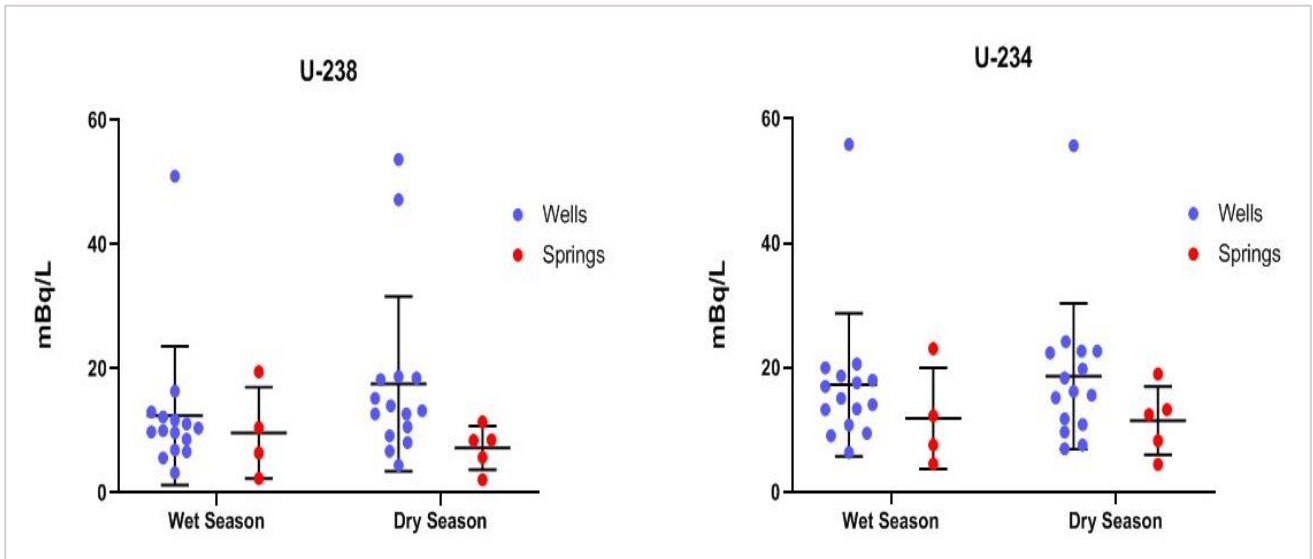 U-238
60
40
20
0
mBq/L
Wells
Springs
Wet Season
Dry Season
U-234
60
40
20
0
mBq/L
Wells
Springs
Wet Season
Dry Season